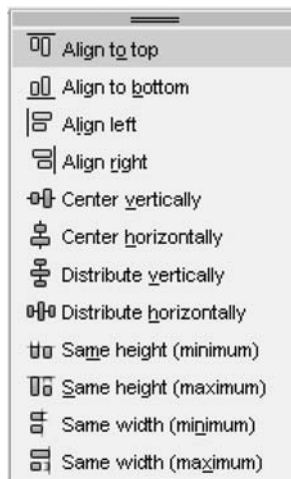 Align to top
Align to bottom
Align left
Align right
Center vertically
Center horizontally
Distribute vertically
Distribute horizontally
Same height (minimum)
Same height (maximum)
Same width (minimum)
Same width (maximum)